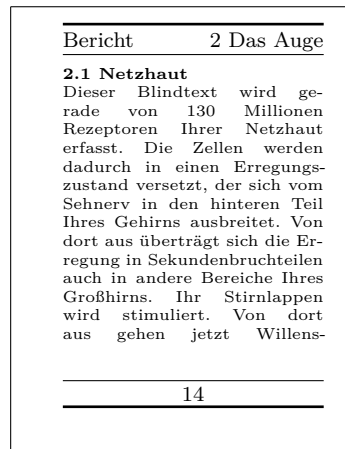 Bericht 2 Das Auge
2.1 Netzhaut
Dieser Blindtext wird ge-
rade von 130 Millionen
Rezeptoren Ihrer Netzhaut
erfasst. Die Zellen werden
dadurch in einen Erregungs-
zustand versetzt, der sich vom
Sehnerv in den hinteren Teil
Ihres Gehirns ausbreitet. Von
dort aus überträgt sich die Er-
regung in Sekundenbruchteilen
auch in andere Bereiche Ihres
Großhirns. Ihr Stirnlappen
wird stimuliert. Von dort
aus gehen jetzt Willens-
14